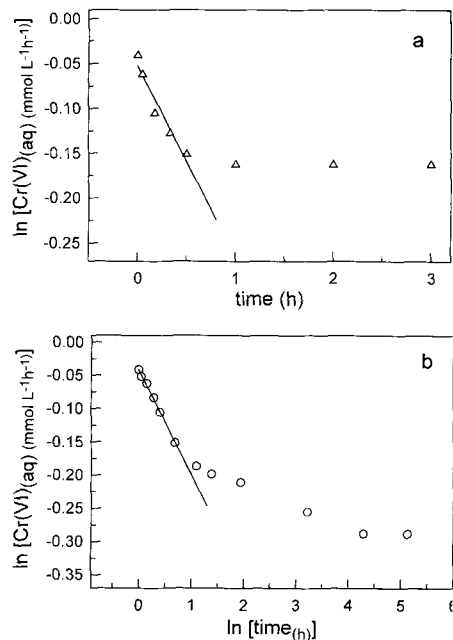 a
0.00
-0.05
-0.10
-0.15
-0.20
-0.25
ln [Cr(VI)(aq) (mmol L-1h-1)]
0 1 2 3
time (h)
b
0.00
-0.05
-0.10
-0.15
-0.20
-0.25
-0.30
-0.35
ln [Cr(VI)(aq) (mmol L-1h-1)]
0 1 2 3 4 5 6
ln [time(h)]